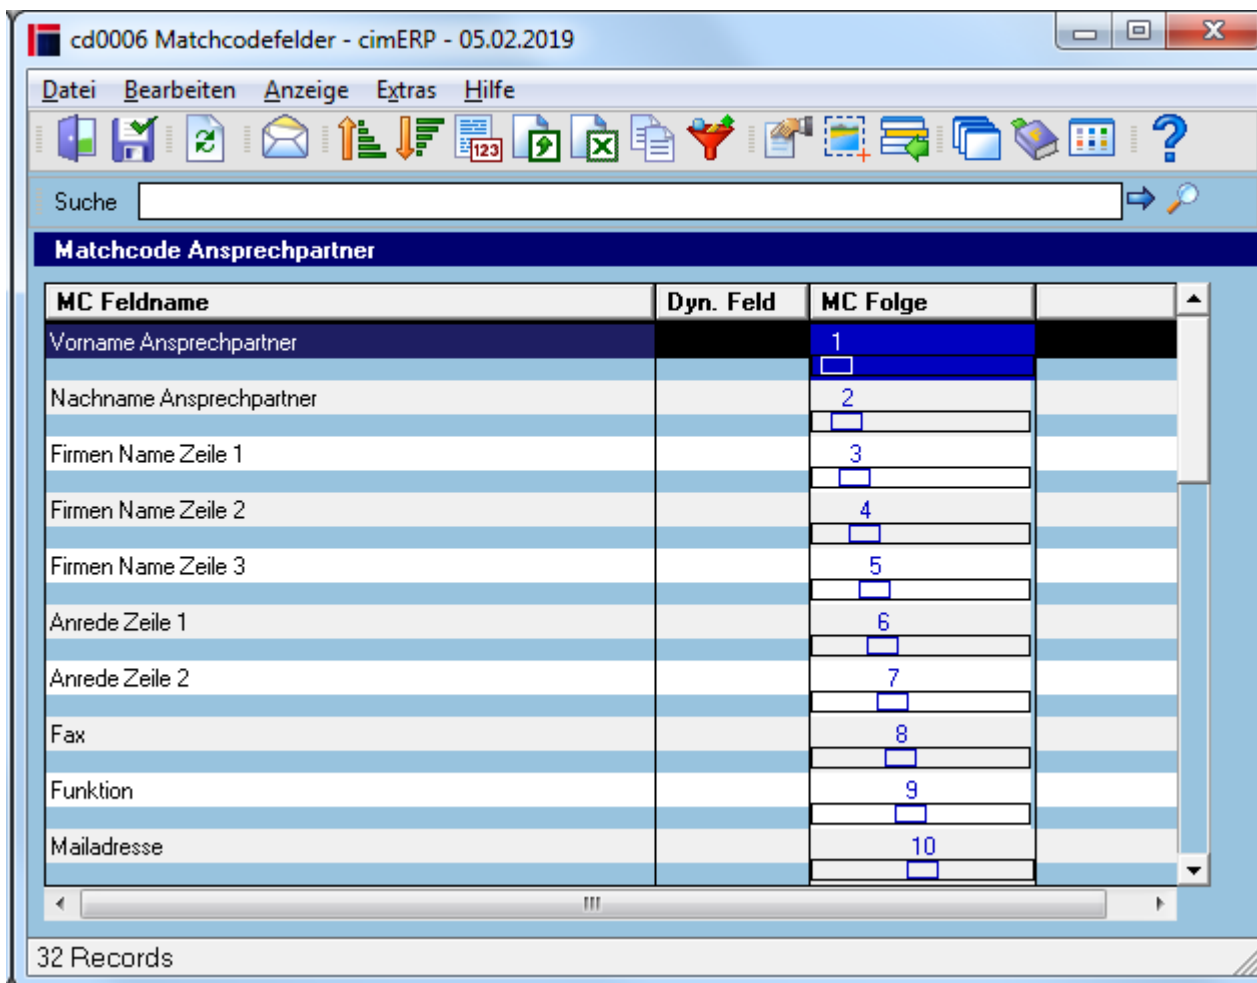 cd0006 Matchcodefelder - cimERP - 05.02.2019
Datei Bearbeiten Anzeige Extras Hilfe
123
Suche
Matchcode Ansprechpartner
MC Feldname Dyn. Feld MC Folge
Vorname Ansprechpartner 1
Nachname Ansprechpartner 2
Firmen Name Zeile 1 3
Firmen Name Zeile 2 4
Firmen Name Zeile 3 5
Anrede Zeile 1 6
Anrede Zeile 2 7
Fax 8
Funktion 9
Mailadresse 10
32 Records